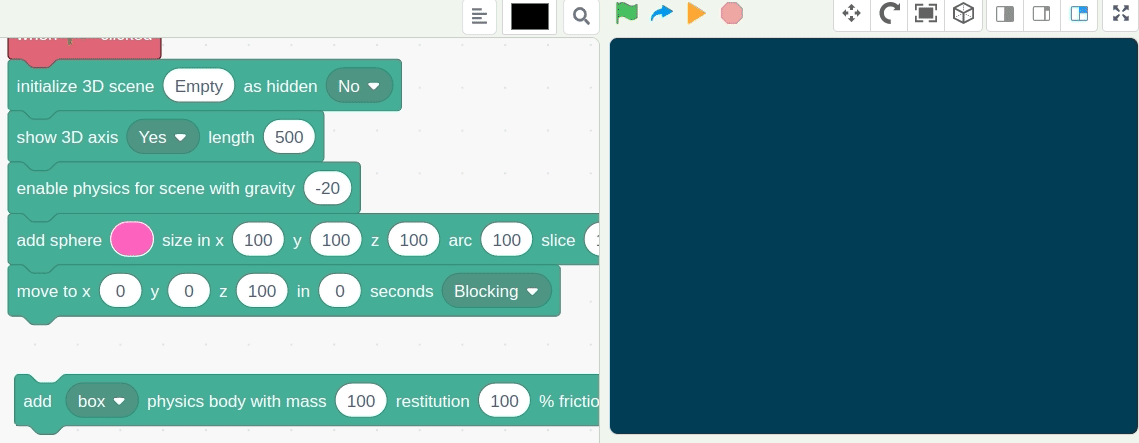 when clicked
initialize 3D scene Empty as hidden No
show 3D axis Yes length 500
enable physics for scene with gravity -20
add sphere size in x 100 y 100 z 100 arc 100 slice
move to x 0 y 0 z 100 in 0 seconds Blocking
add box physics body with mass 100 restitution 100 % frictio